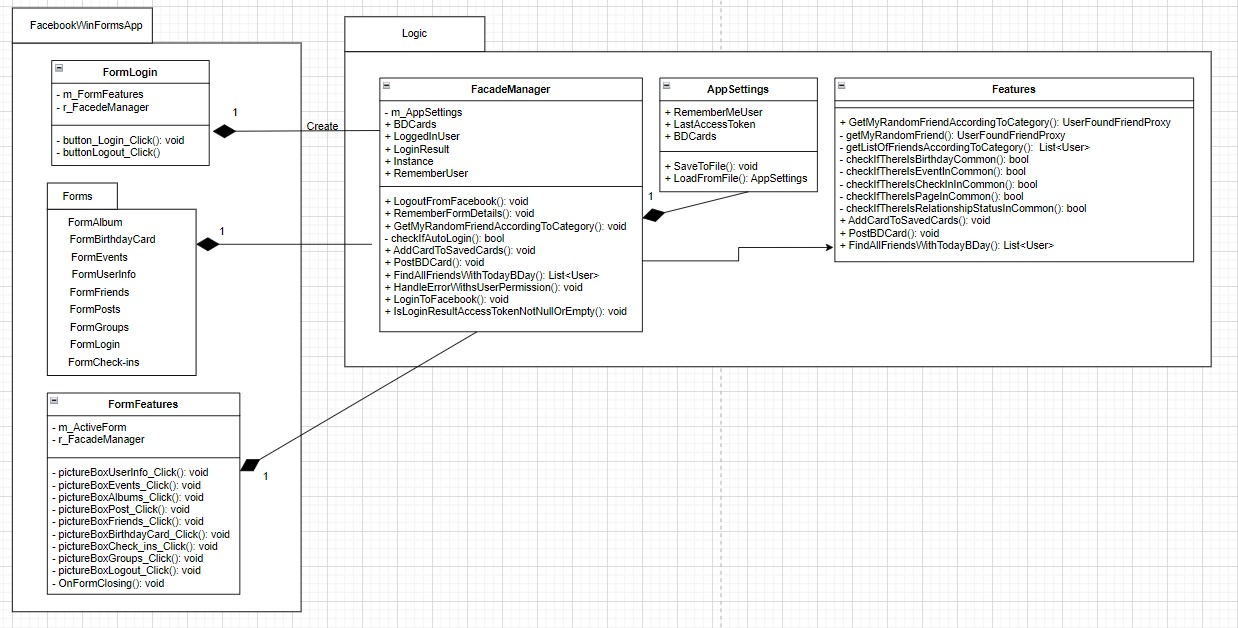 FacebookWinFormsApp
FormLogin
- m_FormFeatures
- r_FacedeManager
- button_Login_Click(): void
- buttonLogout_Click()
1
Create
Forms
FormAlbum
FormBirthdayCard
FormEvents
FormUserInfo
FormFriends
FormPosts
FormGroups
FormLogin
FormCheck-ins
1
FormFeatures
- m_ActiveForm
- r_FacadeManager
- pictureBoxUserInfo_Click(): void
- pictureBoxEvents_Click(): void
- pictureBoxAlbums_Click(): void
- pictureBoxPost_Click(): void
- pictureBoxFriends_Click(): void
- pictureBoxBirthdayCard_Click(): void
- pictureBoxCheck_ins_Click(): void
- pictureBoxGroups_Click(): void
- pictureBoxLogout_Click(): void
- OnFormClosing(): void
1
Logic
FacadeManager
- m_AppSettings
+ BDCards
+ LoggedInUser
+ LoginResult
+ Instance
+ RememberUser
+ LogoutFromFacebook(): void
+ RememberFormDetails(): void
+ GetMyRandomFriendAccordingToCategory(): void
- checkIfAutoLogin(): bool
+ AddCardToSavedCards(): void
+ PostBDCard(): void
+ FindAllFriendsWithTodayBDay(): List<User>
+ HandleErrorWithsUserPermission(): void
+ LoginToFacebook(): void
+ IsLoginResultAccessTokenNotNullOrEmpty(): void
AppSettings
+ RememberMeUser
+ LastAccessToken
+ BDCards
+ SaveToFile(): void
+ LoadFromFile(): AppSettings
1
Features
+ GetMyRandomFriendAccordingToCategory(): UserFoundFriendProxy
- getMyRandomFriend(): UserFoundFriendProxy
- getListOfFriendsAccordingToCategory(): List<User>
- checkIfThereIsBirthdayCommon(): bool
- checkIfThereIsEventInCommon(): bool
- checkIfThereIsCheckInInCommon(): bool
- checkIfThereIsPageInCommon(): bool
- checkIfThereIsRelationshipStatusInCommon(): bool
+ AddCardToSavedCards(): void
+ PostBDCard(): void
+ FindAllFriendsWithTodayBDay(): List<User>